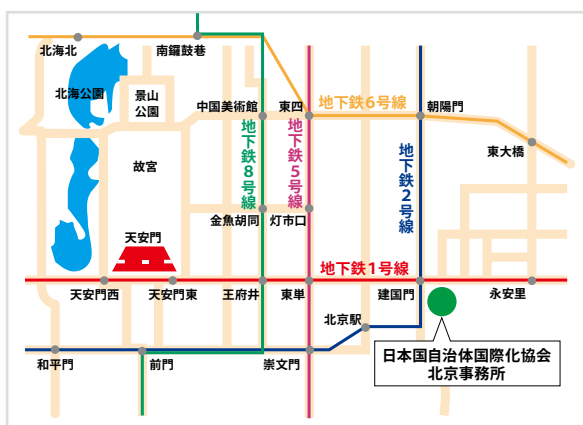 北海北
南鑼鼓巷
北海公園
景山
公園
中国美術館
東四
地下鉄6号線
朝陽門
東大橋
地下鉄8号線
地下鉄5号線
地下鉄2号線
故宮
金魚胡同
灯市口
天安門
地下鉄1号線
天安門西
天安門東
王府井
東単
建国門
永安里
北京駅
和平門
前門
崇文門
日本国自治体国際化協会
北京事務所